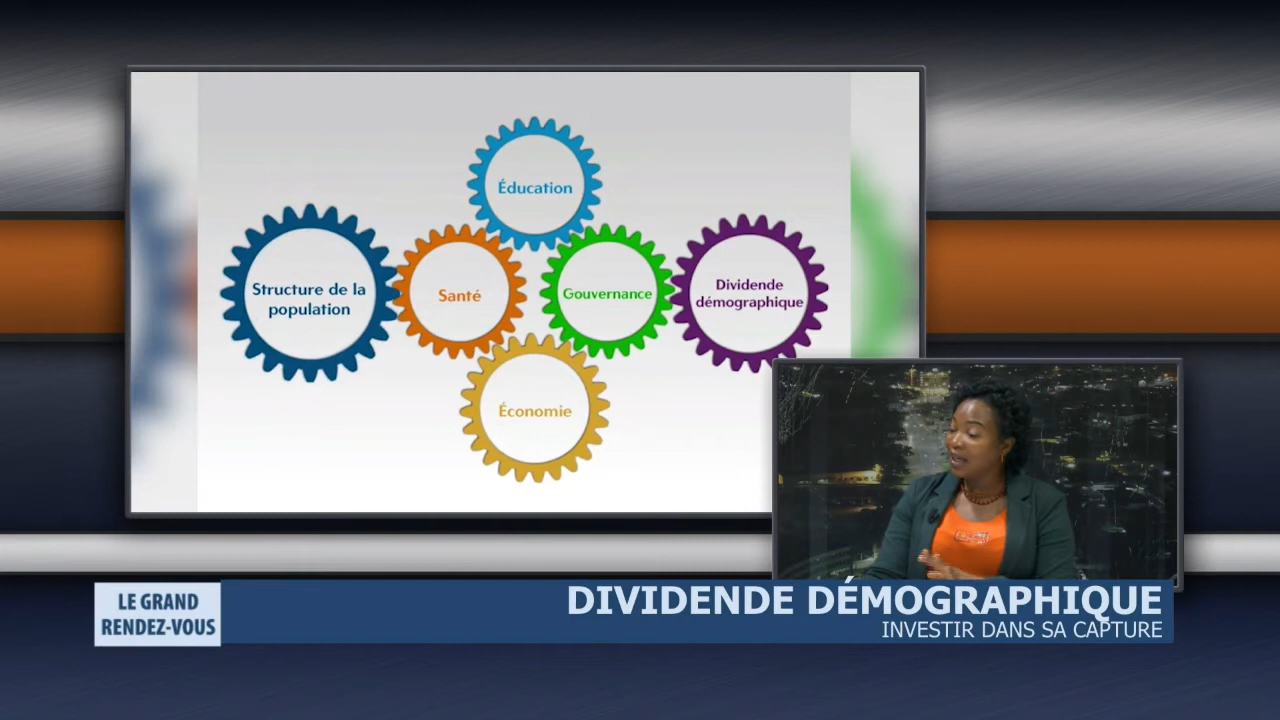 Éducation
Structure de la
population
Santé
Gouvernance
Dividende
démographique
Économie
LE GRAND
RENDEZ-VOUS
DIVIDENDE DÉMOGRAPHIQUE
INVESTIR DANS SA CAPTURE